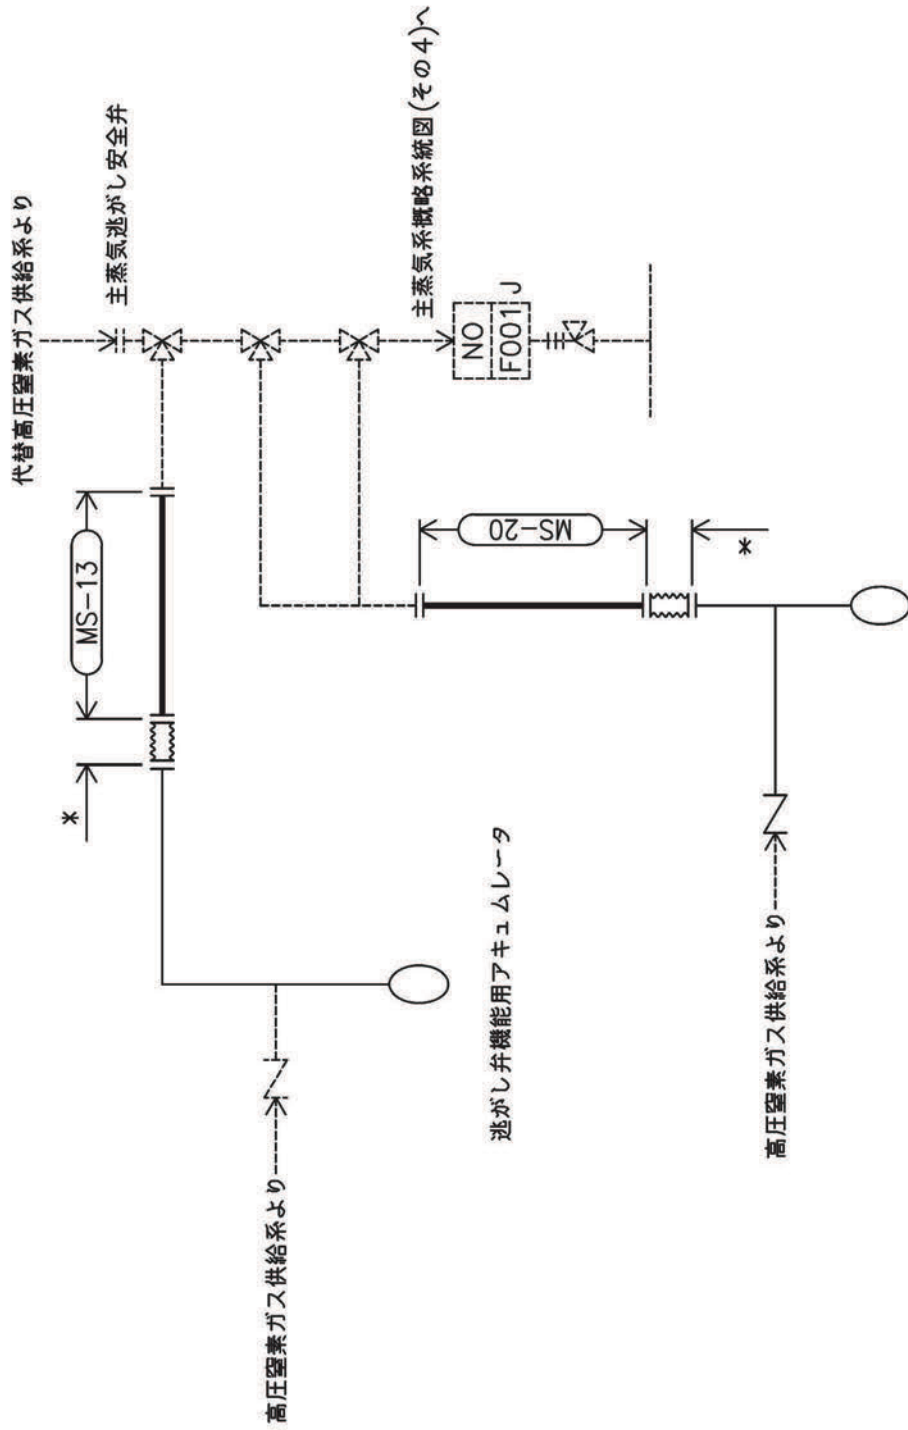 代替高圧窒素ガス供給系より
主蒸気逃がし安全弁
MS-13
*
主蒸気系概略系統図(その4)へ
NO
F001 J
MS-20
*
高圧窒素ガス供給系より
逃がし弁機能用アキュムレータ
高圧窒素ガス供給系より